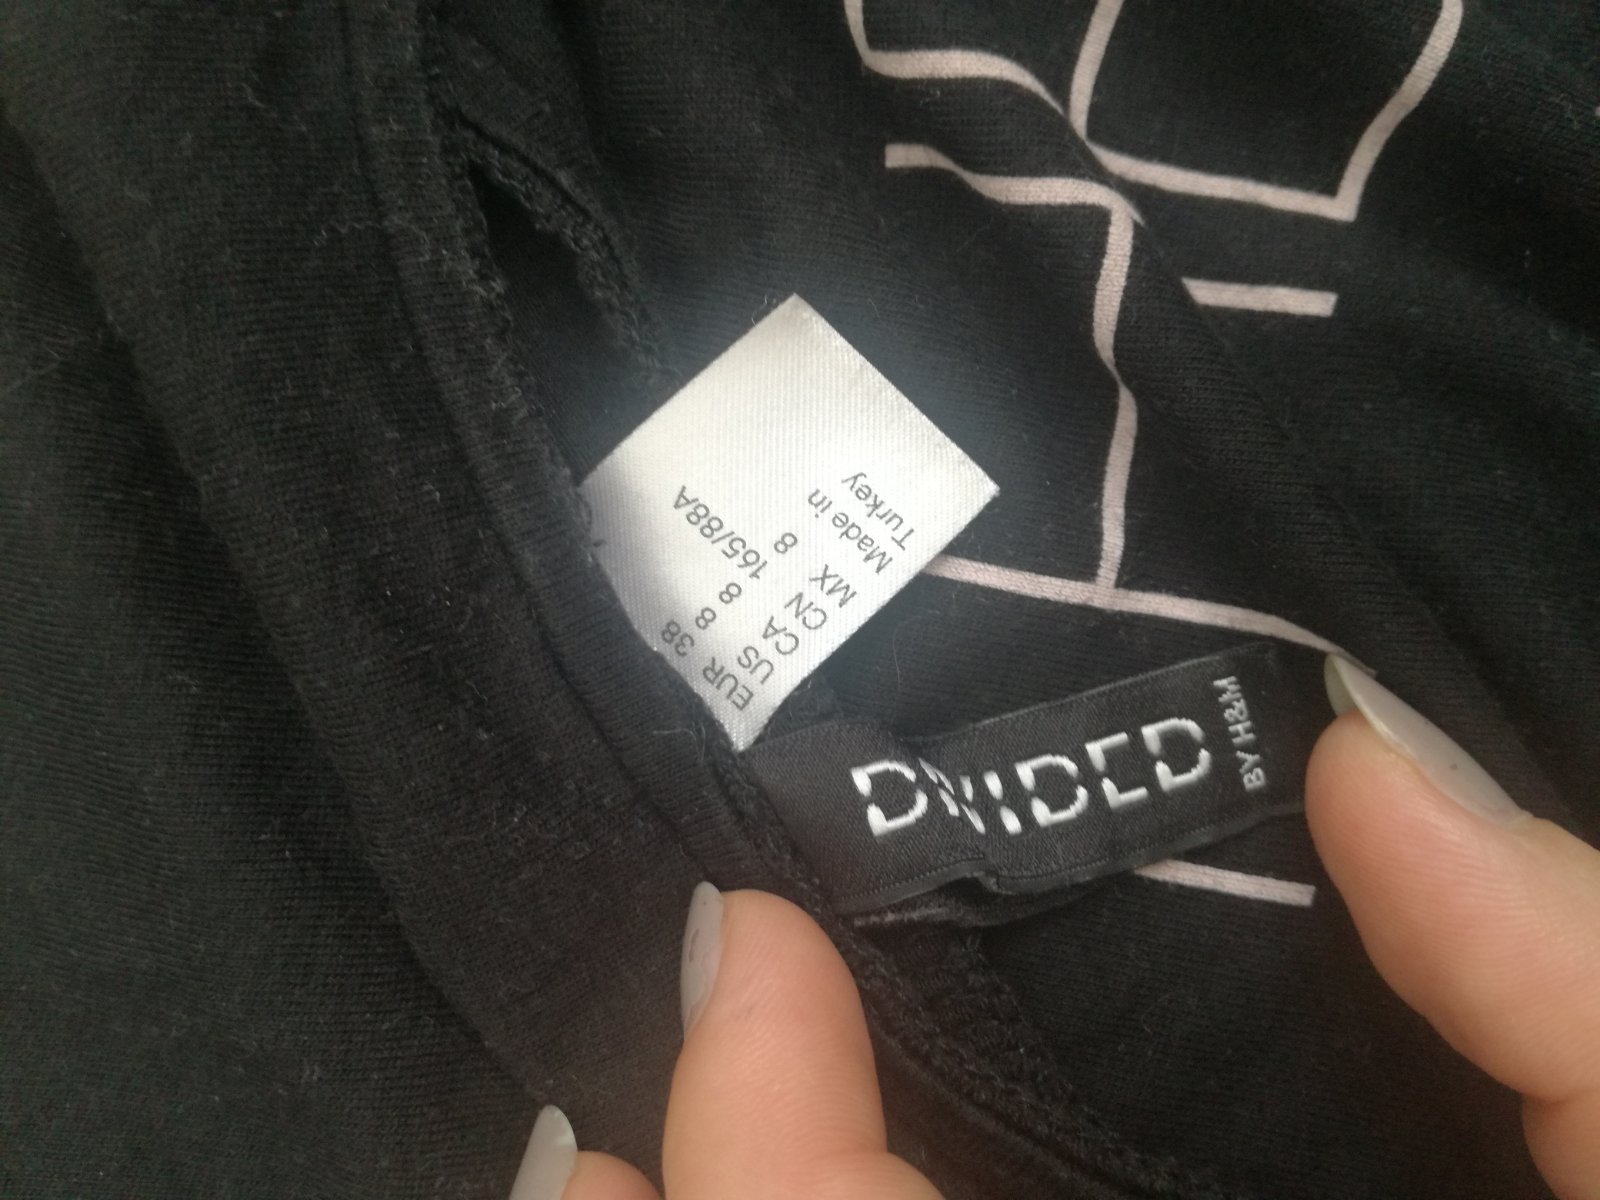 EUR 38
US 8
CA 8
CN 165/88A
MX 8
Made in
Turkey
DIVIDED
BY H&M